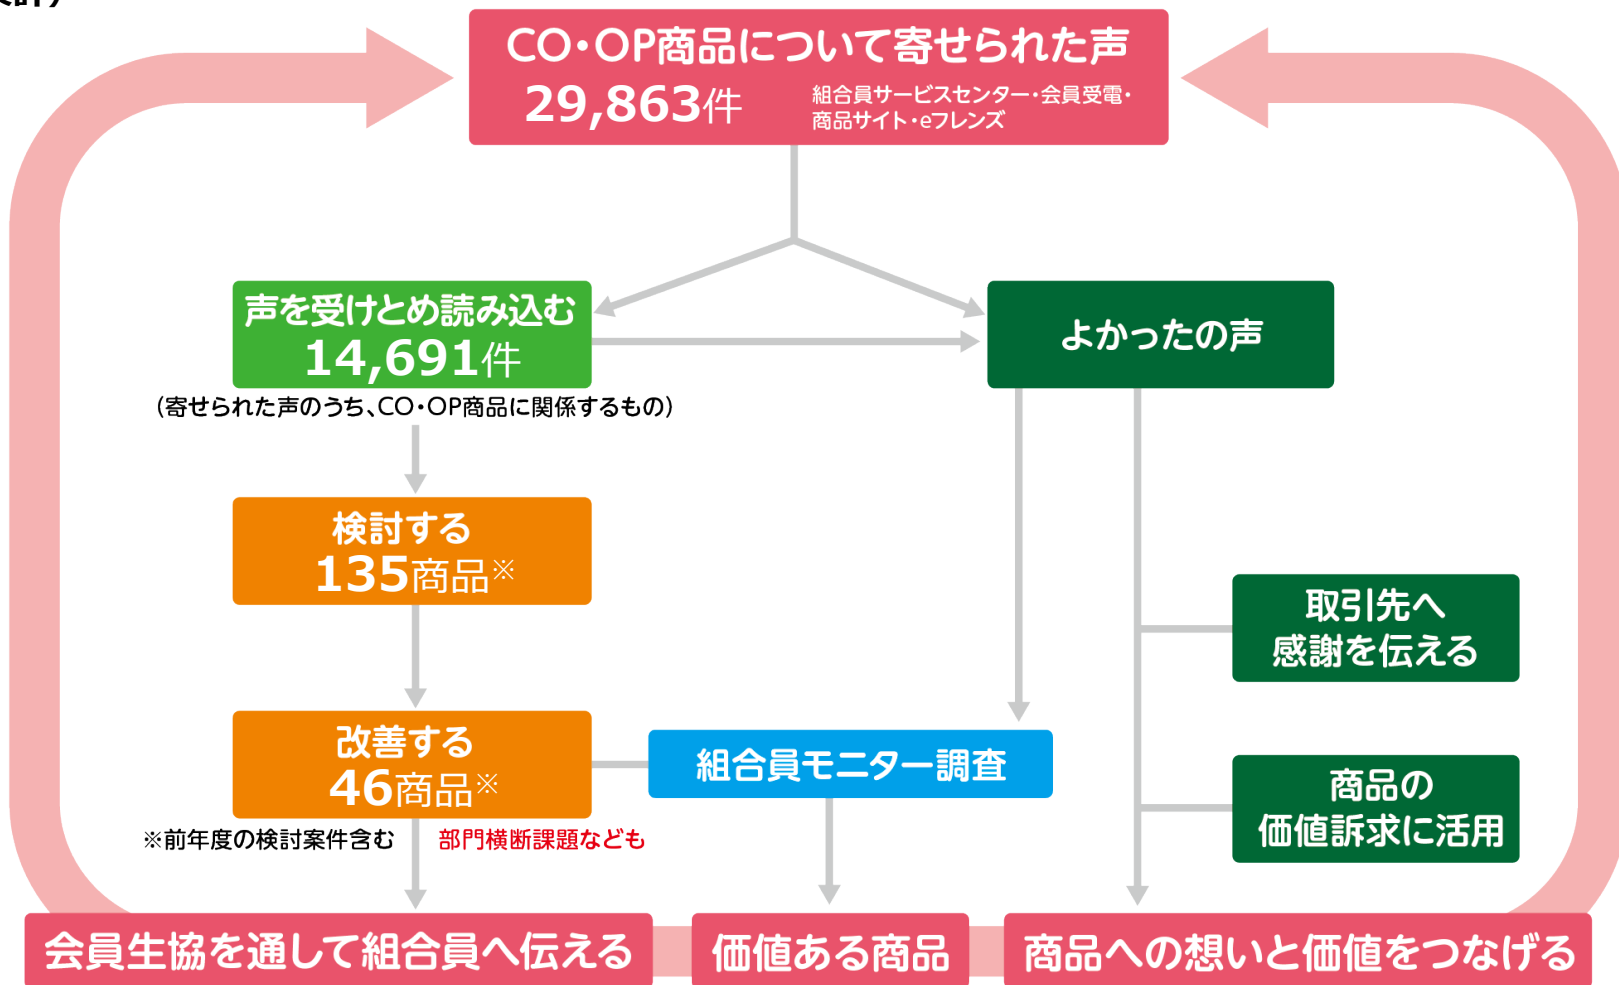 CO・OP商品について寄せられた声
29,863件
組合員サービスセンター・会員受電・
商品サイト・eフレンズ
声を受けとめ読み込む
14,691件
(寄せられた声のうち、CO・OP商品に関係するもの)
よかったの声
検討する
135商品※
取引先へ
感謝を伝える
改善する
46商品※
組合員モニター調査
※前年度の検討案件含む
部門横断課題なども
商品の
価値訴求に活用
会員生協を通して組合員へ伝える
価値ある商品
商品への想いと価値をつなげる